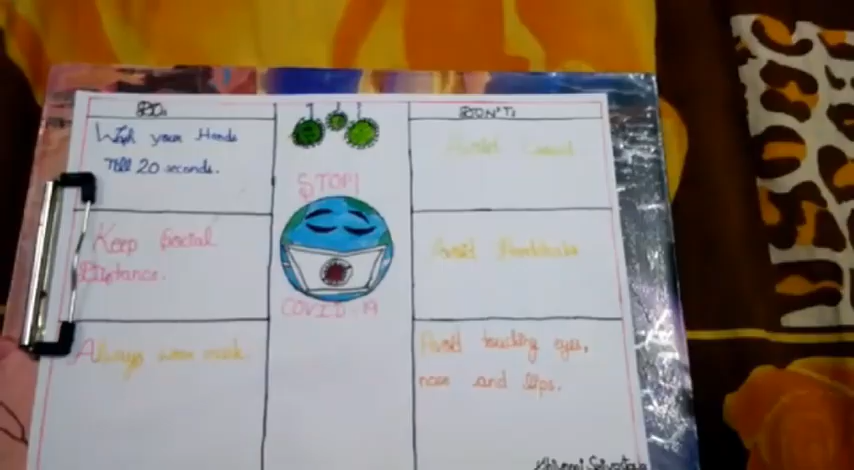 DO's
Wash your Hands
Till 20 seconds.
Keep Social
Distance.
Always wear mask.
STOP!
COVID-19
DON'Ts
Avoid
Avoid Handshake
Avoid touching eyes,
nose and lips.